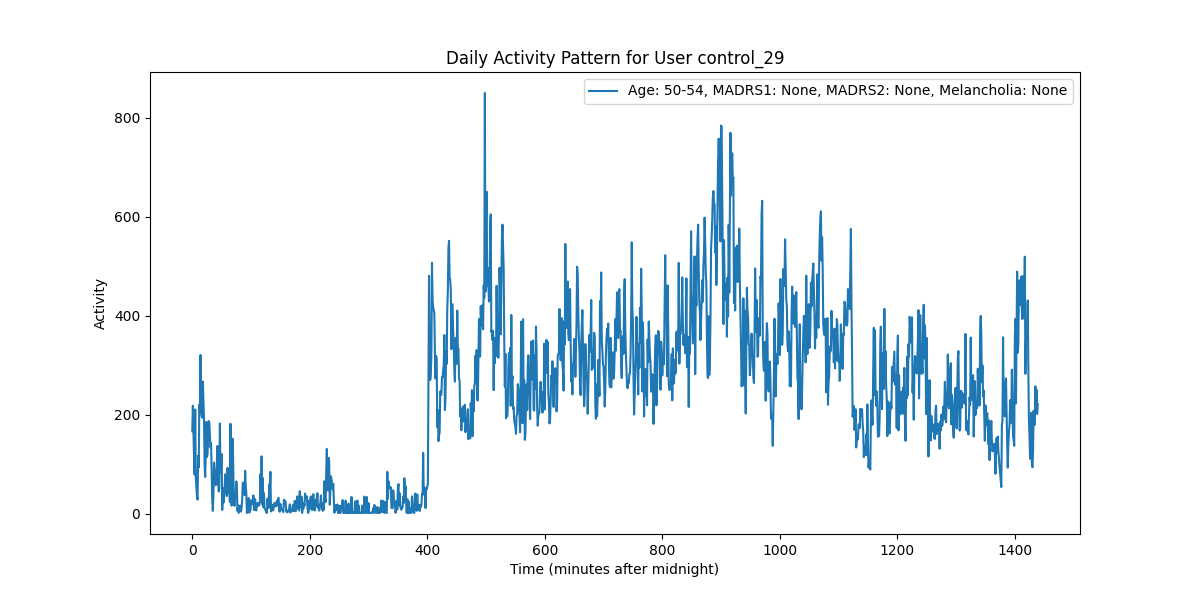 Daily Activity Pattern for User control_29
Age: 50-54, MADRS1: None, MADRS2: None, Melancholia: None
Activity
800
600
400
200
0
0 200 400 600 800 1000 1200 1400
Time (minutes after midnight)